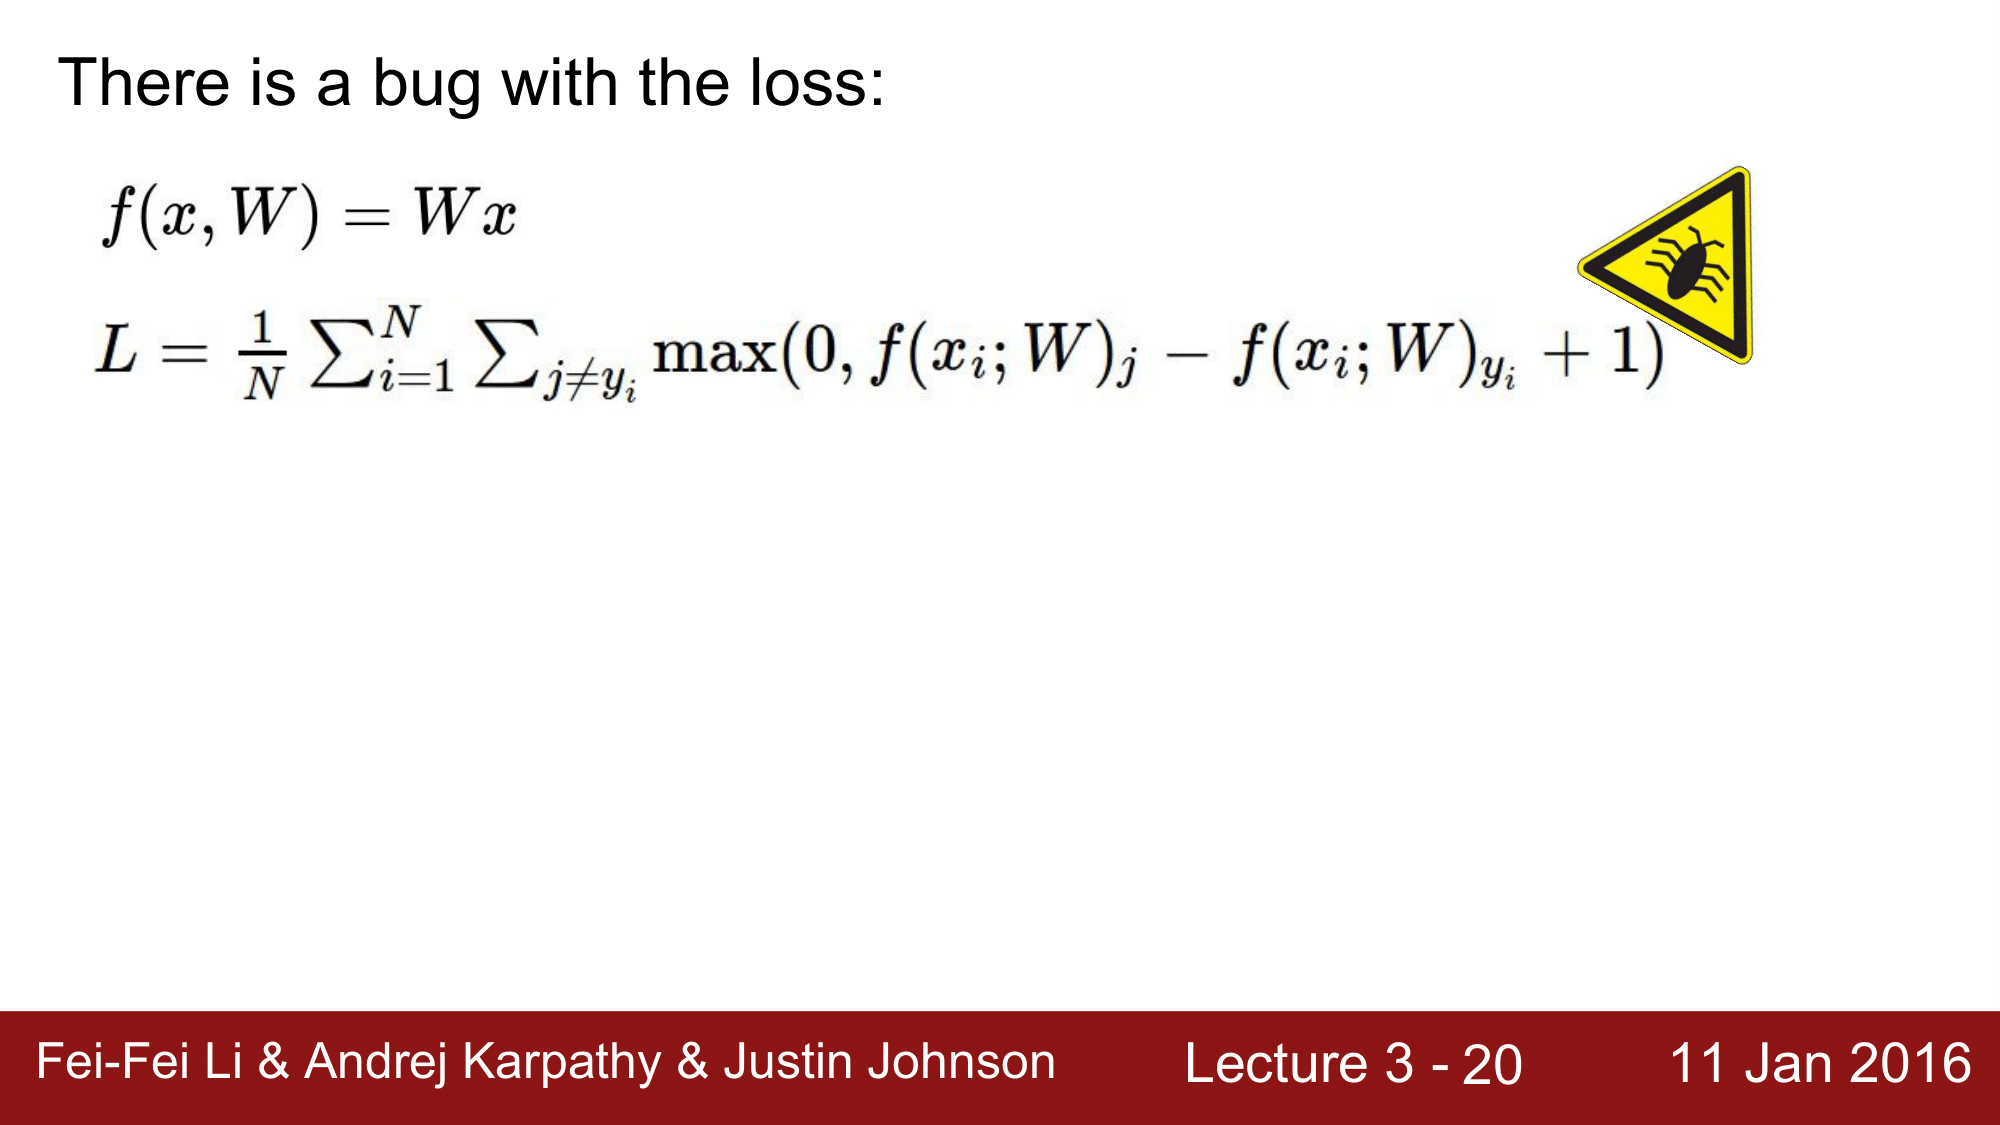 There is a bug with the loss:
f(x, W) = Wx
L = \frac{1}{N} \sum_{i=1}^{N} \sum_{j \neq y_i} \max(0, f(x_i; W)_j - f(x_i; W)_{y_i} + 1)
Fei-Fei Li & Andrej Karpathy & Justin Johnson Lecture 3 - 20 11 Jan 2016